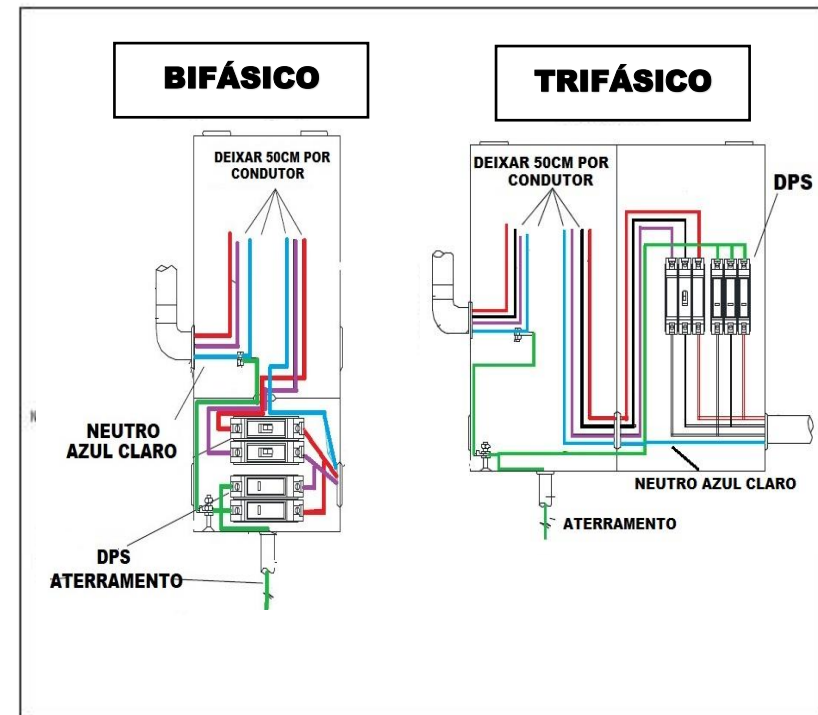 BIFÁSICO
DEIXAR 50CM POR
CONDUTOR
NEUTRO
AZUL CLARO
DPS
ATERRAMENTO
TRIFÁSICO
DEIXAR 50CM POR
CONDUTOR
DPS
NEUTRO AZUL CLARO
ATERRAMENTO